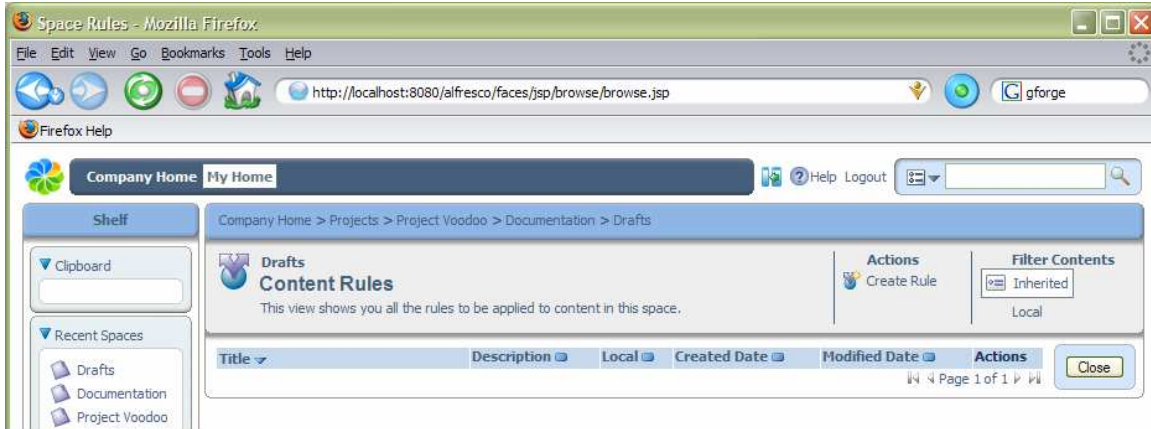 Space Rules - Mozilla Firefox
File Edit View Go Bookmarks Tools Help
http://localhost:8080/alfresco/faces/jsp/browse/browse.jsp
G gforge
Firefox Help
Company Home My Home
Help Logout
Shelf
Company Home > Projects > Project Voodoo > Documentation > Drafts
Clipboard
Drafts
Content Rules
This view shows you all the rules to be applied to content in this space.
Actions
Create Rule
Filter Contents
Inherited
Local
Recent Spaces
Drafts
Documentation
Project Voodoo
Title Description Local Created Date Modified Date Actions
Page 1 of 1
Close